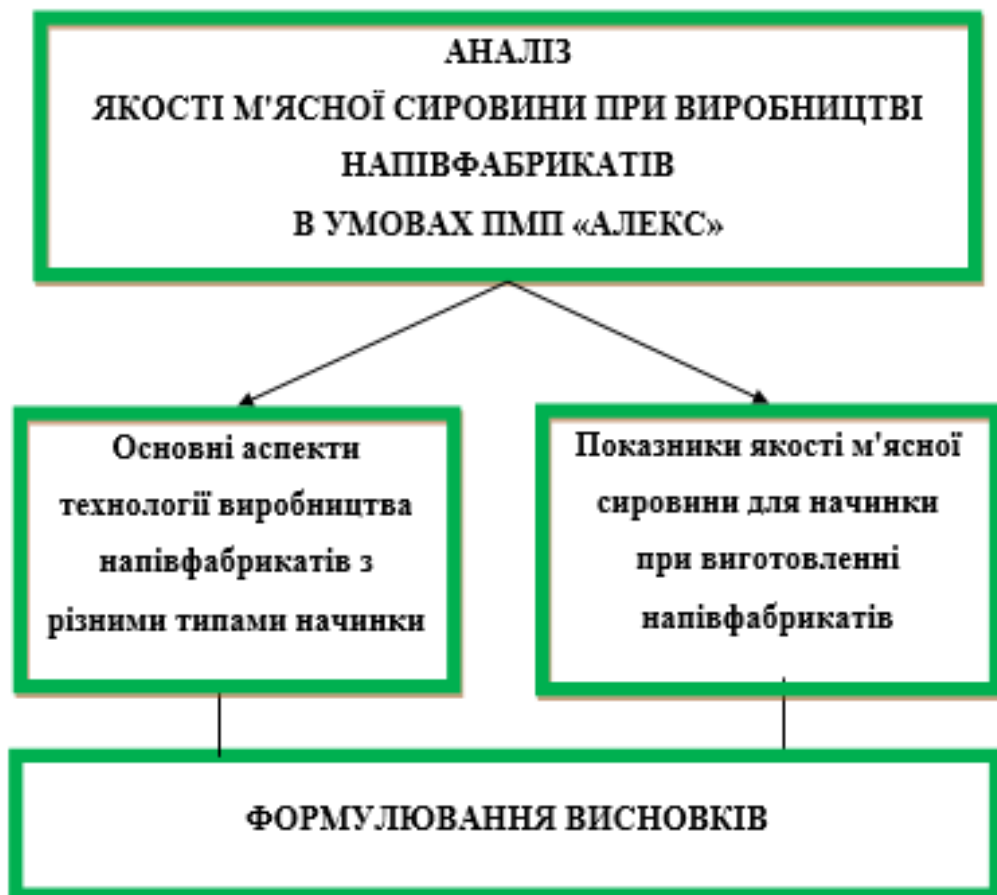 АНАЛІЗ
ЯКОСТІ М'ЯСНОЇ СИРОВИНИ ПРИ ВИРОБНИЦТВІ
НАПІВФАБРИКАТІВ
В УМОВАХ ПМП «АЛЕКС»
Основні аспекти
технології виробництва
напівфабрикатів з
різними типами начинки
Показники якості м'ясної
сировини для начинки
при виготовленні
напівфабрикатів
ФОРМУЛЮВАННЯ ВИСНОВКІВ